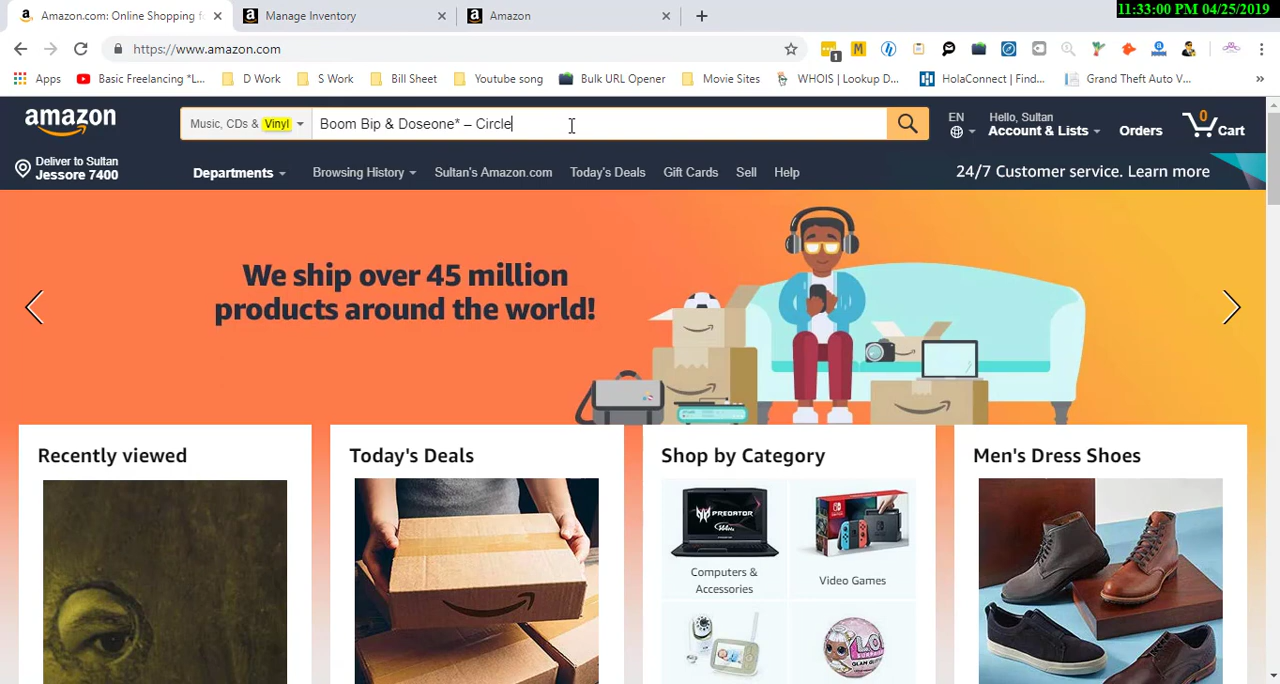 11:33:00 PM 04/25/2019
Amazon.com: Online Shopping f
Manage Inventory
Amazon
https://www.amazon.com
1
M
Apps
Basic Freelancing *L...
D Work
S Work
Bill Sheet
Youtube song
Bulk URL Opener
Movie Sites
WHOIS | Lookup D...
HolaConnect | Find...
Grand Theft Auto V...
»
amazon
Music, CDs & Vinyl
Boom Bip & Doseone* – Circle
EN
Hello, Sultan
Account & Lists
Orders
0
Cart
Deliver to Sultan
Jessore 7400
Departments
Browsing History
Sultan's Amazon.com
Today's Deals
Gift Cards
Sell
Help
24/7 Customer service. Learn more
We ship over 45 million
products around the world!
Recently viewed
Today's Deals
Shop by Category
Men's Dress Shoes
PREDATOR
Computers &
Accessories
Video Games
L.O.L.
SURPRISE!
GLAM GLITTER